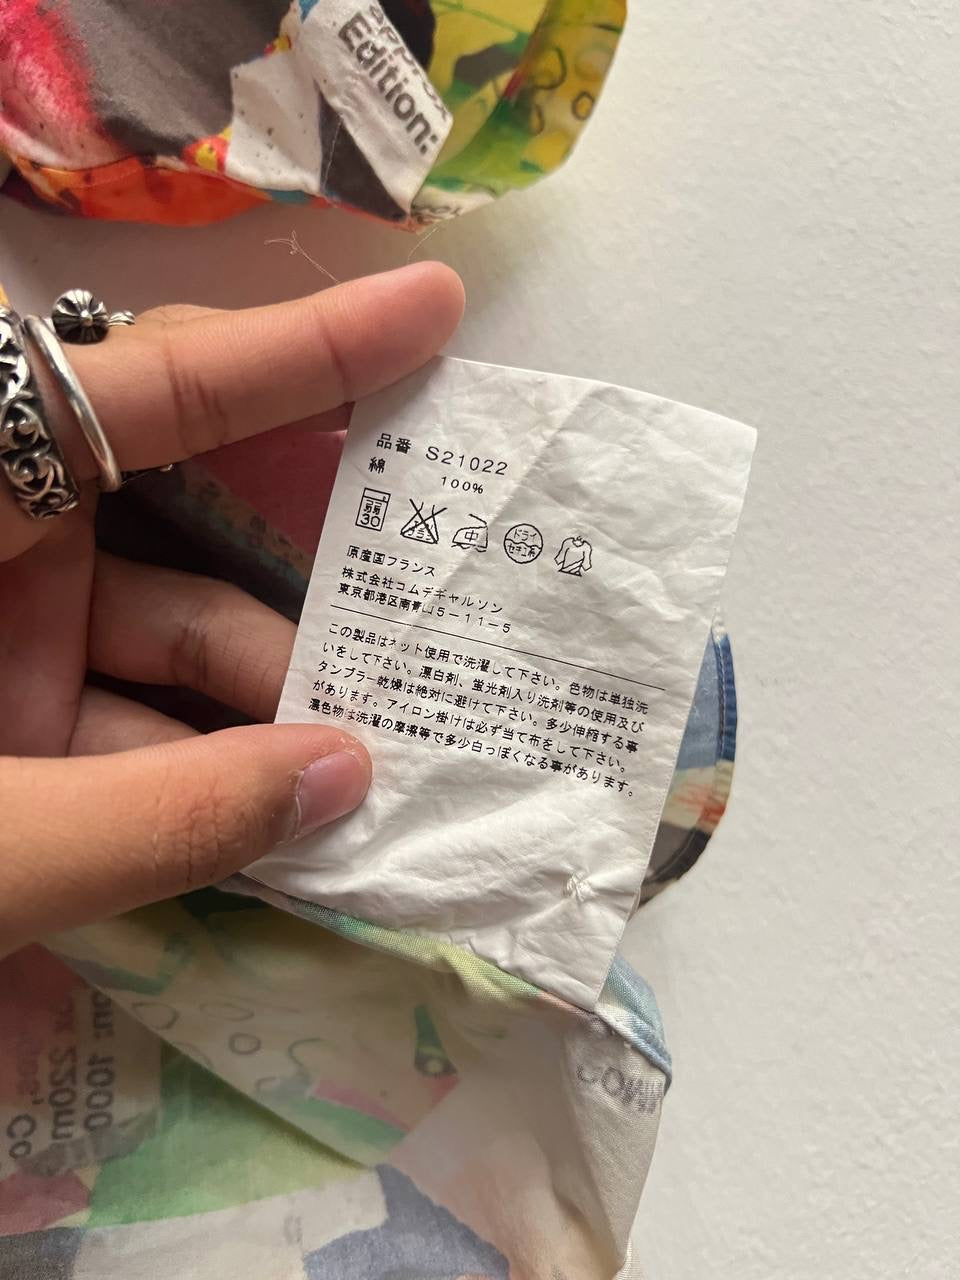 Edition:
品番 S21022
綿 100%
弱
30
中
ドライ
セキユ系
原産国フランス
株式会社コムデギャルソン
東京都港区南青山5-11-5
この製品はネット使用で洗濯して下さい。色物は単独洗
いをして下さい。漂白剤、蛍光剤入り洗剤等の使用及び
タンブラー乾燥は絶対に避けて下さい。多少伸縮する事
があります。アイロン掛けは必ず当て布をして下さい。
濃色物は洗濯の摩擦等で多少白っぽくなる事があります。
1000
220m